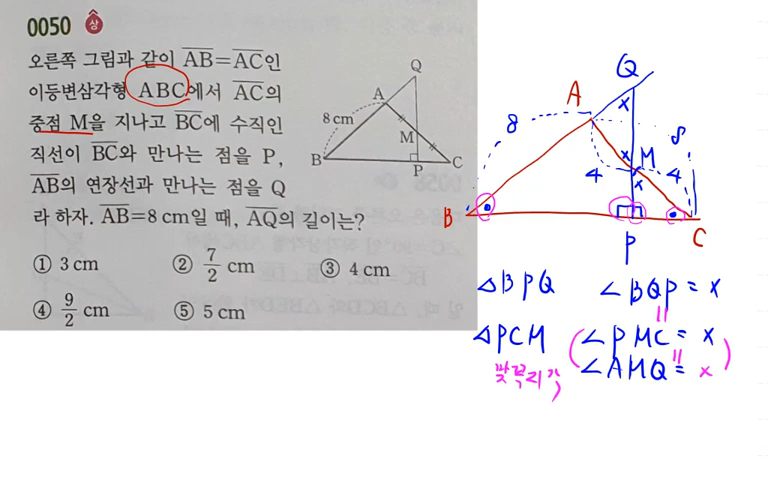 0050 상
오른쪽 그림과 같이 AB=AC인
이등변삼각형 ABC에서 AC의
중점 M을 지나고 BC에 수직인
직선이 BC와 만나는 점을 P,
AB의 연장선과 만나는 점을 Q
라 하자. AB=8 cm일 때, AQ의 길이는?
① 3 cm ② 7/2 cm ③ 4 cm
④ 9/2 cm ⑤ 5 cm
Q
A
8 cm
M
B
P
C
Q
A
x
8
8
x
M
4
x
4
B
P
C
△BPQ ∠BQP = x
=
△PCM (∠PMC = x
=
맞꼭지각 ∠AMQ = x)